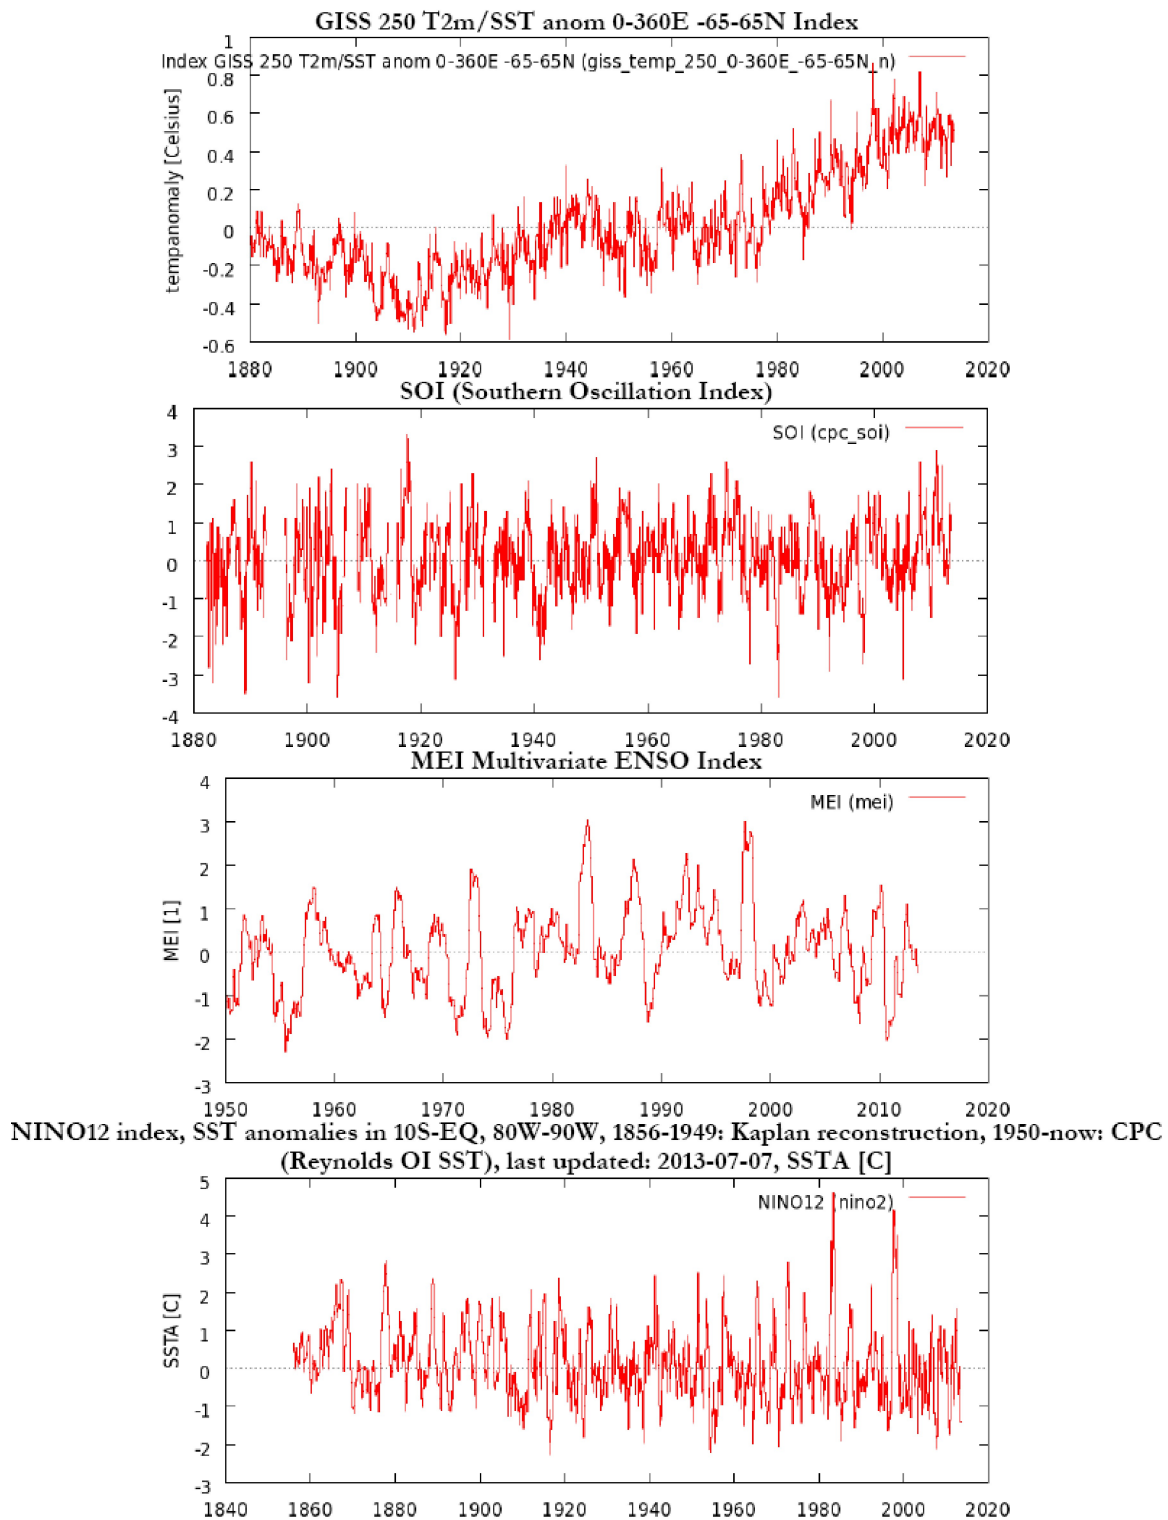 GISS 250 T2m/SST anom 0-360E -65-65N Index
1
Index GISS 250 T2m/SST anom 0-360E -65-65N (giss_temp_250_0-360E_-65-65N_n)
0.8
0.6
0.4
0.2
0
-0.2
-0.4
-0.6
tempanomaly [Celsius]
1880 1900 1920 1940 1960 1980 2000 2020
SOI (Southern Oscillation Index)
4
SOI (cpc_soi)
3
2
1
0
-1
-2
-3
-4
1880 1900 1920 1940 1960 1980 2000 2020
MEI Multivariate ENSO Index
4
MEI (mei)
3
2
1
0
-1
-2
-3
MEI [1]
1950 1960 1970 1980 1990 2000 2010 2020
NINO12 index, SST anomalies in 10S-EQ, 80W-90W, 1856-1949: Kaplan reconstruction, 1950-now: CPC
(Reynolds OI SST), last updated: 2013-07-07, SSTA [C]
5
NINO12 (nino2)
4
3
2
1
0
-1
-2
-3
SSTA [C]
1840 1860 1880 1900 1920 1940 1960 1980 2000 2020